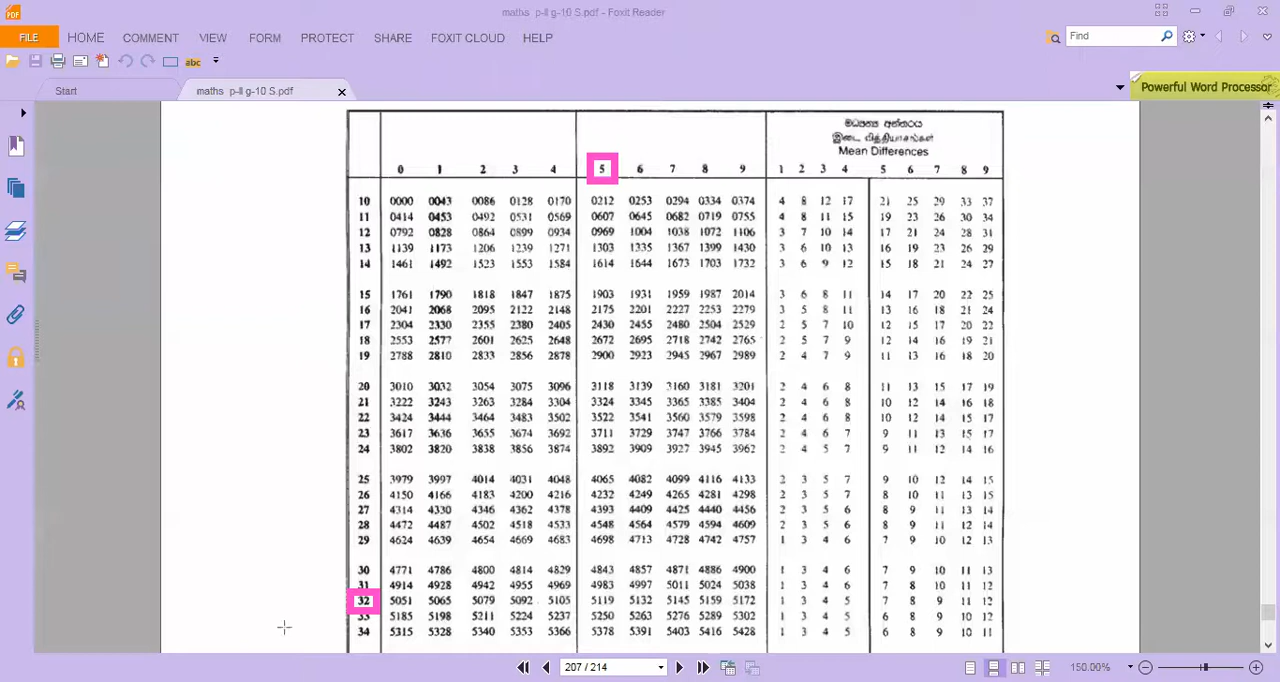 maths p-ll g-10 S.pdf - Foxit Reader
FILE HOME COMMENT VIEW FORM PROTECT SHARE FOXIT CLOUD HELP
Find
abc
Start maths p-ll g-10 S.pdf
Powerful Word Processor
මධ්‍යන්‍ය අන්තරය
இடை வித்தியாசங்கள்
Mean Differences
0 1 2 3 4 5 6 7 8 9 1 2 3 4 5 6 7 8 9
10 0000 0043 0086 0128 0170 0212 0253 0294 0334 0374 4 8 12 17 21 25 29 33 37
11 0414 0453 0492 0531 0569 0607 0645 0682 0719 0755 4 8 11 15 19 23 26 30 34
12 0792 0828 0864 0899 0934 0969 1004 1038 1072 1106 3 7 10 14 17 21 24 28 31
13 1139 1173 1206 1239 1271 1303 1335 1367 1399 1430 3 6 10 13 16 19 23 26 29
14 1461 1492 1523 1553 1584 1614 1644 1673 1703 1732 3 6 9 12 15 18 21 24 27
15 1761 1790 1818 1847 1875 1903 1931 1959 1987 2014 3 6 8 11 14 17 20 22 25
16 2041 2068 2095 2122 2148 2175 2201 2227 2253 2279 3 5 8 11 13 16 18 21 24
17 2304 2330 2355 2380 2405 2430 2455 2480 2504 2529 2 5 7 10 12 15 17 20 22
18 2553 2577 2601 2625 2648 2672 2695 2718 2742 2765 2 5 7 9 12 14 16 19 21
19 2788 2810 2833 2856 2878 2900 2923 2945 2967 2989 2 4 7 9 11 13 16 18 20
20 3010 3032 3054 3075 3096 3118 3139 3160 3181 3201 2 4 6 8 11 13 15 17 19
21 3222 3243 3263 3284 3304 3324 3345 3365 3385 3404 2 4 6 8 10 12 14 16 18
22 3424 3444 3464 3483 3502 3522 3541 3560 3579 3598 2 4 6 8 10 12 14 15 17
23 3617 3636 3655 3674 3692 3711 3729 3747 3766 3784 2 4 6 7 9 11 13 15 17
24 3802 3820 3838 3856 3874 3892 3909 3927 3945 3962 2 4 5 7 9 11 12 14 16
25 3979 3997 4014 4031 4048 4065 4082 4099 4116 4133 2 3 5 7 9 10 12 14 15
26 4150 4166 4183 4200 4216 4232 4249 4265 4281 4298 2 3 5 7 8 10 11 13 15
27 4314 4330 4346 4362 4378 4393 4409 4425 4440 4456 2 3 5 6 8 9 11 13 14
28 4472 4487 4502 4518 4533 4548 4564 4579 4594 4609 2 3 5 6 8 9 11 12 14
29 4624 4639 4654 4669 4683 4698 4713 4728 4742 4757 1 3 4 6 7 9 10 12 13
30 4771 4786 4800 4814 4829 4843 4857 4871 4886 4900 1 3 4 6 7 9 10 11 13
31 4914 4928 4942 4955 4969 4983 4997 5011 5024 5038 1 3 4 6 7 8 10 11 12
32 5051 5065 5079 5092 5105 5119 5132 5145 5159 5172 1 3 4 5 7 8 9 11 12
33 5185 5198 5211 5224 5237 5250 5263 5276 5289 5302 1 3 4 5 6 8 9 10 12
34 5315 5328 5340 5353 5366 5378 5391 5403 5416 5428 1 3 4 5 6 8 9 10 11
207 / 214
150.00%